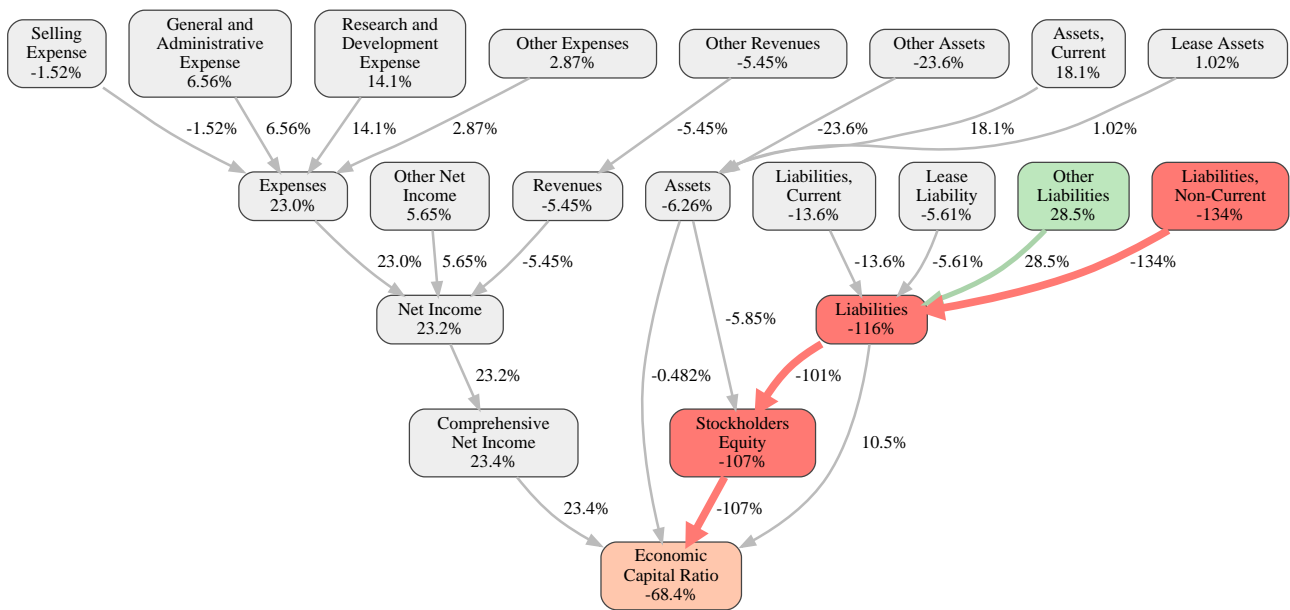 Selling
Expense
-1.52%
General and
Administrative
Expense
6.56%
Research and
Development
Expense
14.1%
Other Expenses
2.87%
Other Revenues
-5.45%
Other Assets
-23.6%
Assets,
Current
18.1%
Lease Assets
1.02%
-1.52%
6.56%
14.1%
2.87%
-5.45%
-23.6%
18.1%
1.02%
Expenses
23.0%
Other Net
Income
5.65%
Revenues
-5.45%
Assets
-6.26%
Liabilities,
Current
-13.6%
Lease
Liability
-5.61%
Other
Liabilities
28.5%
Liabilities,
Non-Current
-134%
23.0%
5.65%
-5.45%
-13.6%
-5.61%
28.5%
-134%
Net Income
23.2%
-5.85%
Liabilities
-116%
23.2%
-0.482%
-101%
Comprehensive
Net Income
23.4%
Stockholders
Equity
-107%
10.5%
23.4%
-107%
Economic
Capital Ratio
-68.4%